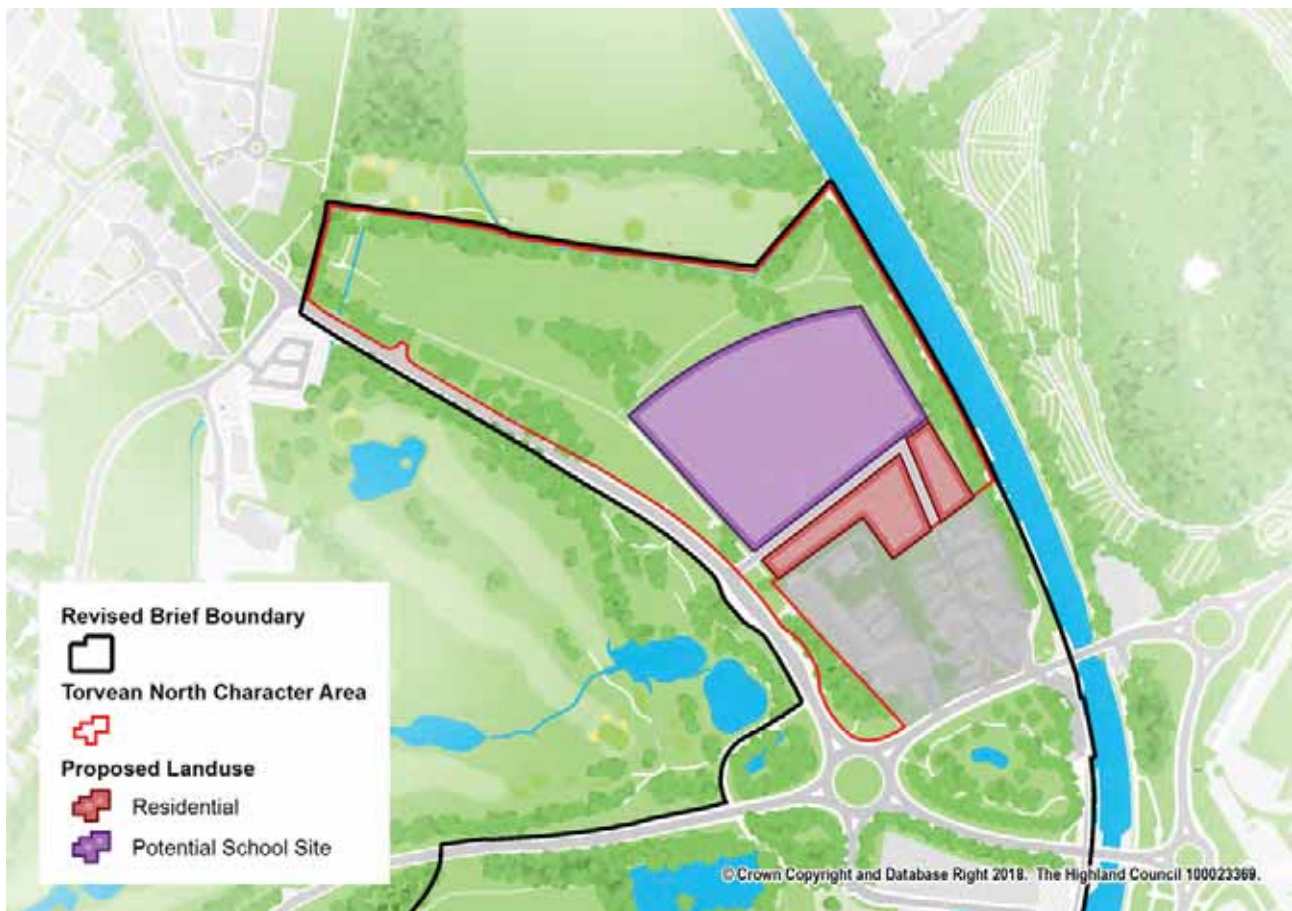 Revised Brief Boundary
Torvean North Character Area
Proposed Landuse
Residential
Potential School Site
© Crown Copyright and Database Right 2018. The Highland Council 100023369.